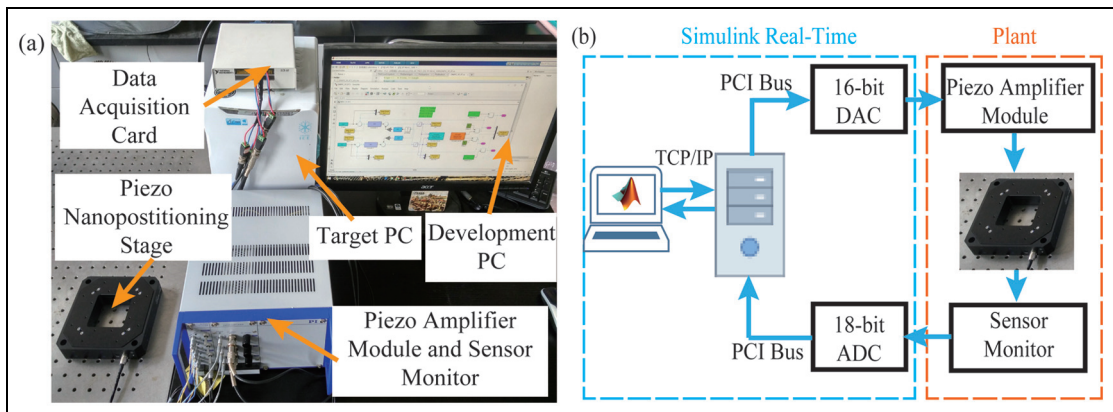 (a)
Data
Acquisition
Card
Piezo
Nanopostitioning
Stage
Target PC
Development
PC
acer
Piezo Amplifier
Module and Sensor
Monitor
(b)
Simulink Real-Time
Plant
PCI Bus
16-bit
DAC
Piezo Amplifier
Module
TCP/IP
PCI Bus
18-bit
ADC
Sensor
Monitor